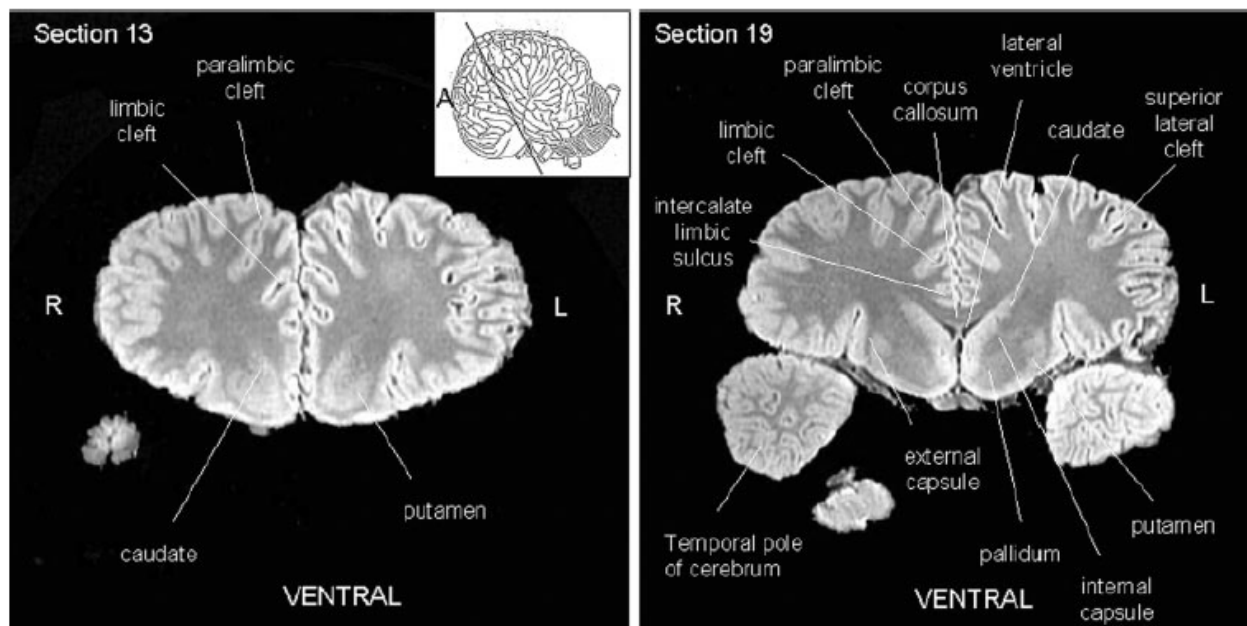 Section 13
paralimbic
cleft
limbic
cleft
A
R
L
caudate
putamen
VENTRAL
Section 19
lateral
ventricle
paralimbic
cleft
corpus
callosum
superior
lateral
cleft
caudate
limbic
cleft
intercalate
limbic
sulcus
R
L
external
capsule
putamen
Temporal pole
of cerebrum
pallidum
internal
capsule
VENTRAL